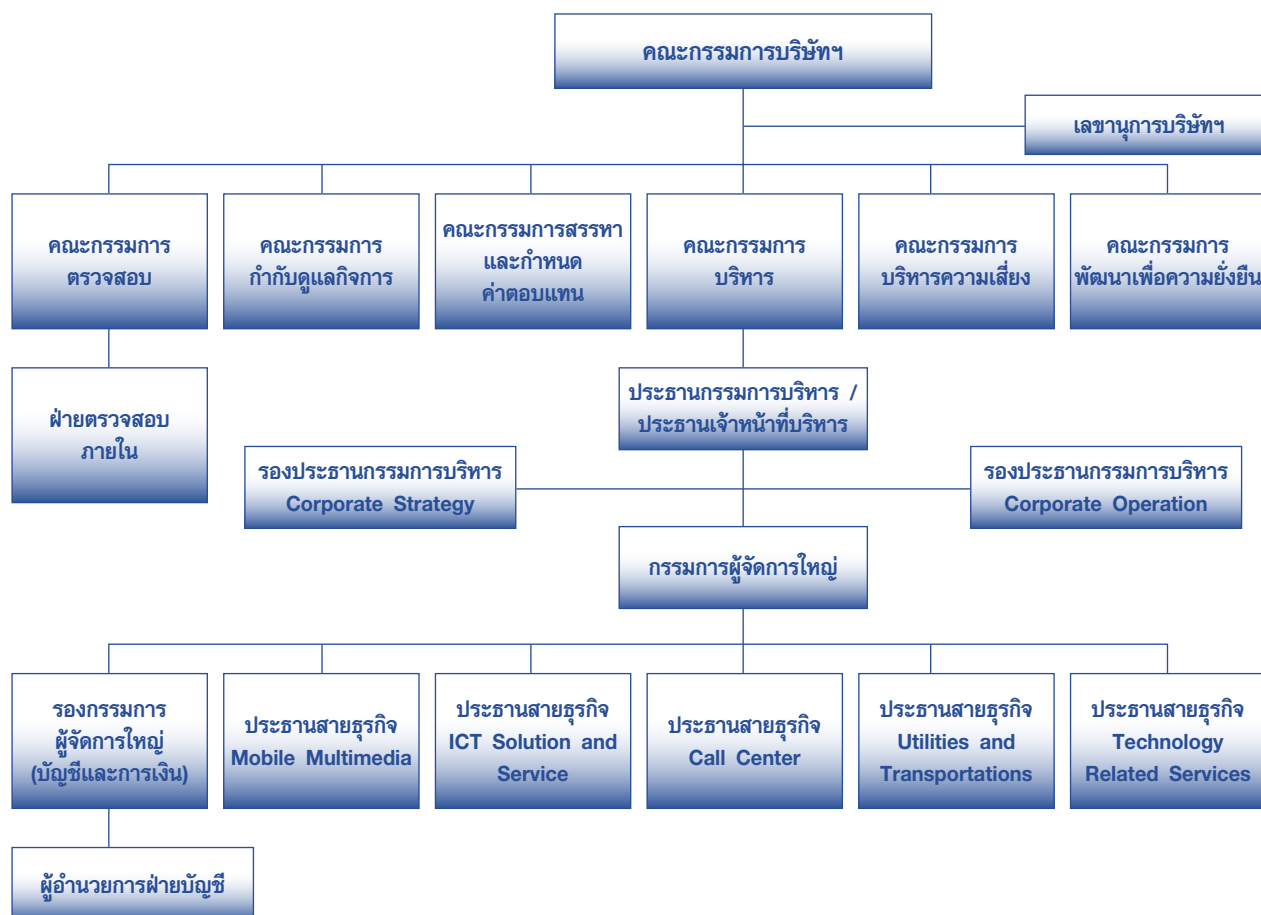 คณะกรรมการบริษัทฯ
เลขานุการบริษัทฯ
คณะกรรมการ
ตรวจสอบ
คณะกรรมการ
กำกับดูแลกิจการ
คณะกรรมการสรรหา
และกำหนด
ค่าตอบแทน
คณะกรรมการ
บริหาร
คณะกรรมการ
บริหารความเสี่ยง
คณะกรรมการ
พัฒนาเพื่อความยั่งยืน
ฝ่ายตรวจสอบ
ภายใน
ประธานกรรมการบริหาร /
ประธานเจ้าหน้าที่บริหาร
รองประธานกรรมการบริหาร
Corporate Strategy
รองประธานกรรมการบริหาร
Corporate Operation
กรรมการผู้จัดการใหญ่
รองกรรมการ
ผู้จัดการใหญ่
(บัญชีและการเงิน)
ประธานสายธุรกิจ
Mobile Multimedia
ประธานสายธุรกิจ
ICT Solution and
Service
ประธานสายธุรกิจ
Call Center
ประธานสายธุรกิจ
Utilities and
Transportations
ประธานสายธุรกิจ
Technology
Related Services
ผู้อำนวยการฝ่ายบัญชี